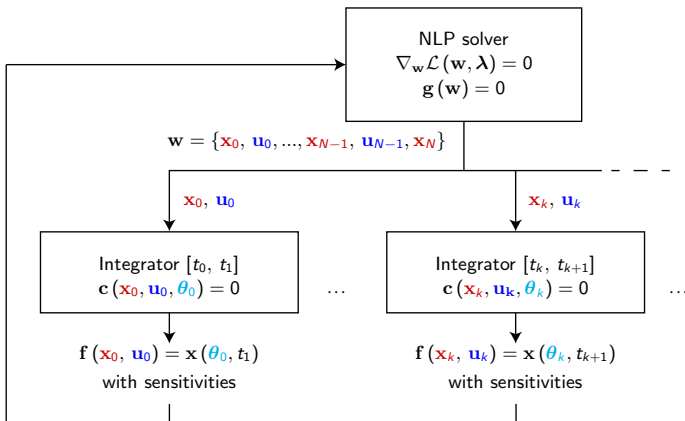 NLP solver
∇_w ℒ (w, λ) = 0
g (w) = 0
w = {x_0, u_0, ..., x_{N−1}, u_{N−1}, x_N}
x_0, u_0
x_k, u_k
Integrator [t_0, t_1]
c (x_0, u_0, θ_0) = 0
...
Integrator [t_k, t_{k+1}]
c (x_k, u_k, θ_k) = 0
...
f (x_0, u_0) = x (θ_0, t_1)
with sensitivities
f (x_k, u_k) = x (θ_k, t_{k+1})
with sensitivities